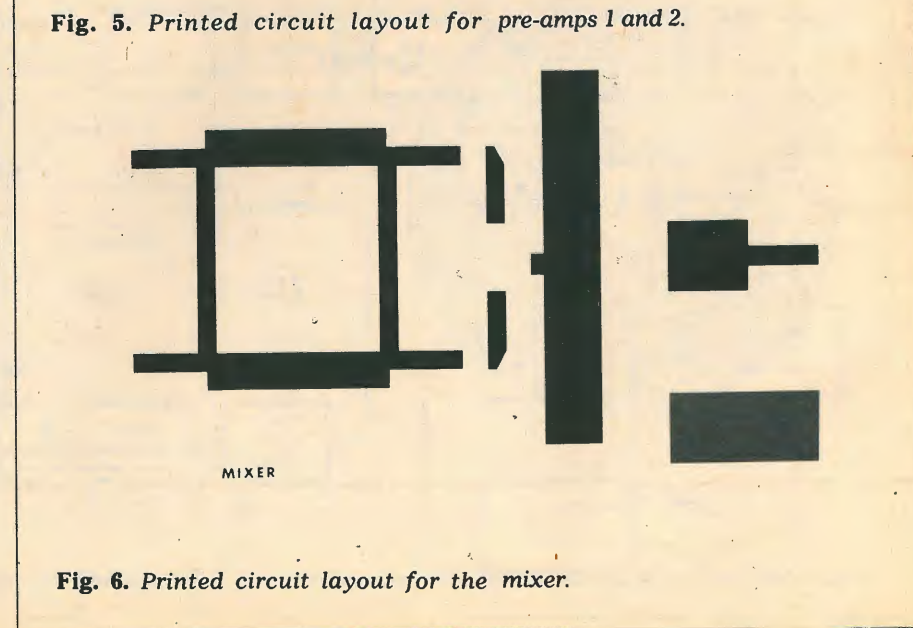 Fig. 5. Printed circuit layout for pre-amps 1 and 2.
MIXER
Fig. 6. Printed circuit layout for the mixer.